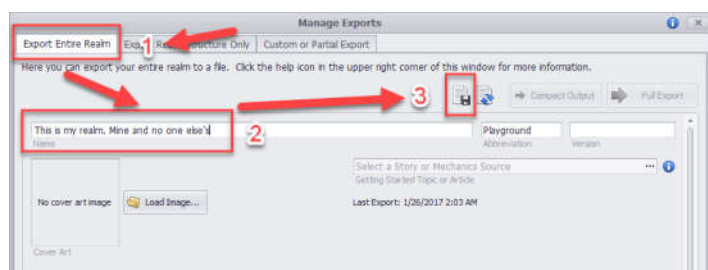 Manage Exports
Export Entire Realm Exp Re Structure Only Custom or Partial Export
1
Here you can export your entire realm to a file. Click the help icon in the upper right corner of this window for more information.
3
Compact Output Full Export
This is my realm, Mine and no one else's Playground
Name 2 Abbreviation Version
Select a Story or Mechanics Source ...
Getting Started Topic or Article
No cover art image Load Image... Last Export: 1/26/2017 2:03 AM
Cover Art